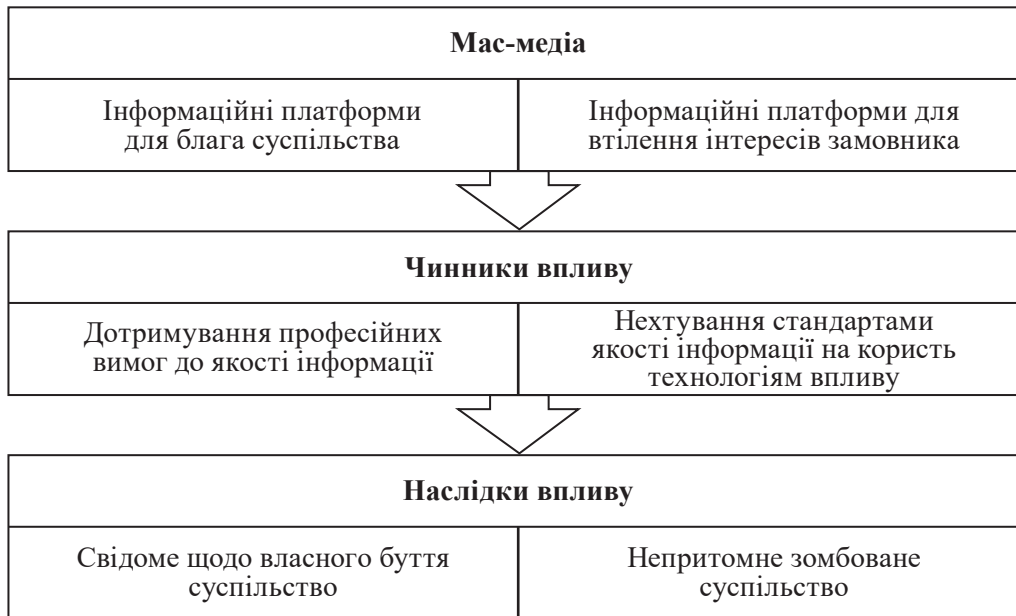 Мас-медіа
Інформаційні платформи
для блага суспільства
Інформаційні платформи для
втілення інтересів замовника
Чинники впливу
Дотримування професійних
вимог до якості інформації
Нехтування стандартами
якості інформації на користь
технологіям впливу
Наслідки впливу
Свідоме щодо власного буття
суспільство
Непритомне зомбоване
суспільство